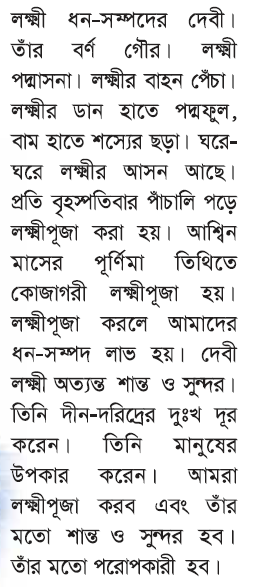 লক্ষ্মী ধন-সম্পদের দেবী।
তাঁর বর্ণ গৌর। লক্ষ্মী
পদ্মাসনা। লক্ষ্মীর বাহন পেঁচা।
লক্ষ্মীর ডান হাতে পদ্মফুল,
বাম হাতে শস্যের ছড়া। ঘরে-
ঘরে লক্ষ্মীর আসন আছে।
প্রতি বৃহস্পতিবার পাঁচালি পড়ে
লক্ষ্মীপূজা করা হয়। আশ্বিন
মাসের পূর্ণিমা তিথিতে
কোজাগরী লক্ষ্মীপূজা হয়।
লক্ষ্মীপূজা করলে আমাদের
ধন-সম্পদ লাভ হয়। দেবী
লক্ষ্মী অত্যন্ত শান্ত ও সুন্দর।
তিনি দীন-দরিদ্রের দুঃখ দূর
করেন। তিনি মানুষের
উপকার করেন। আমরা
লক্ষ্মীপূজা করব এবং তাঁর
মতো শান্ত ও সুন্দর হব।
তাঁর মতো পরোপকারী হব।